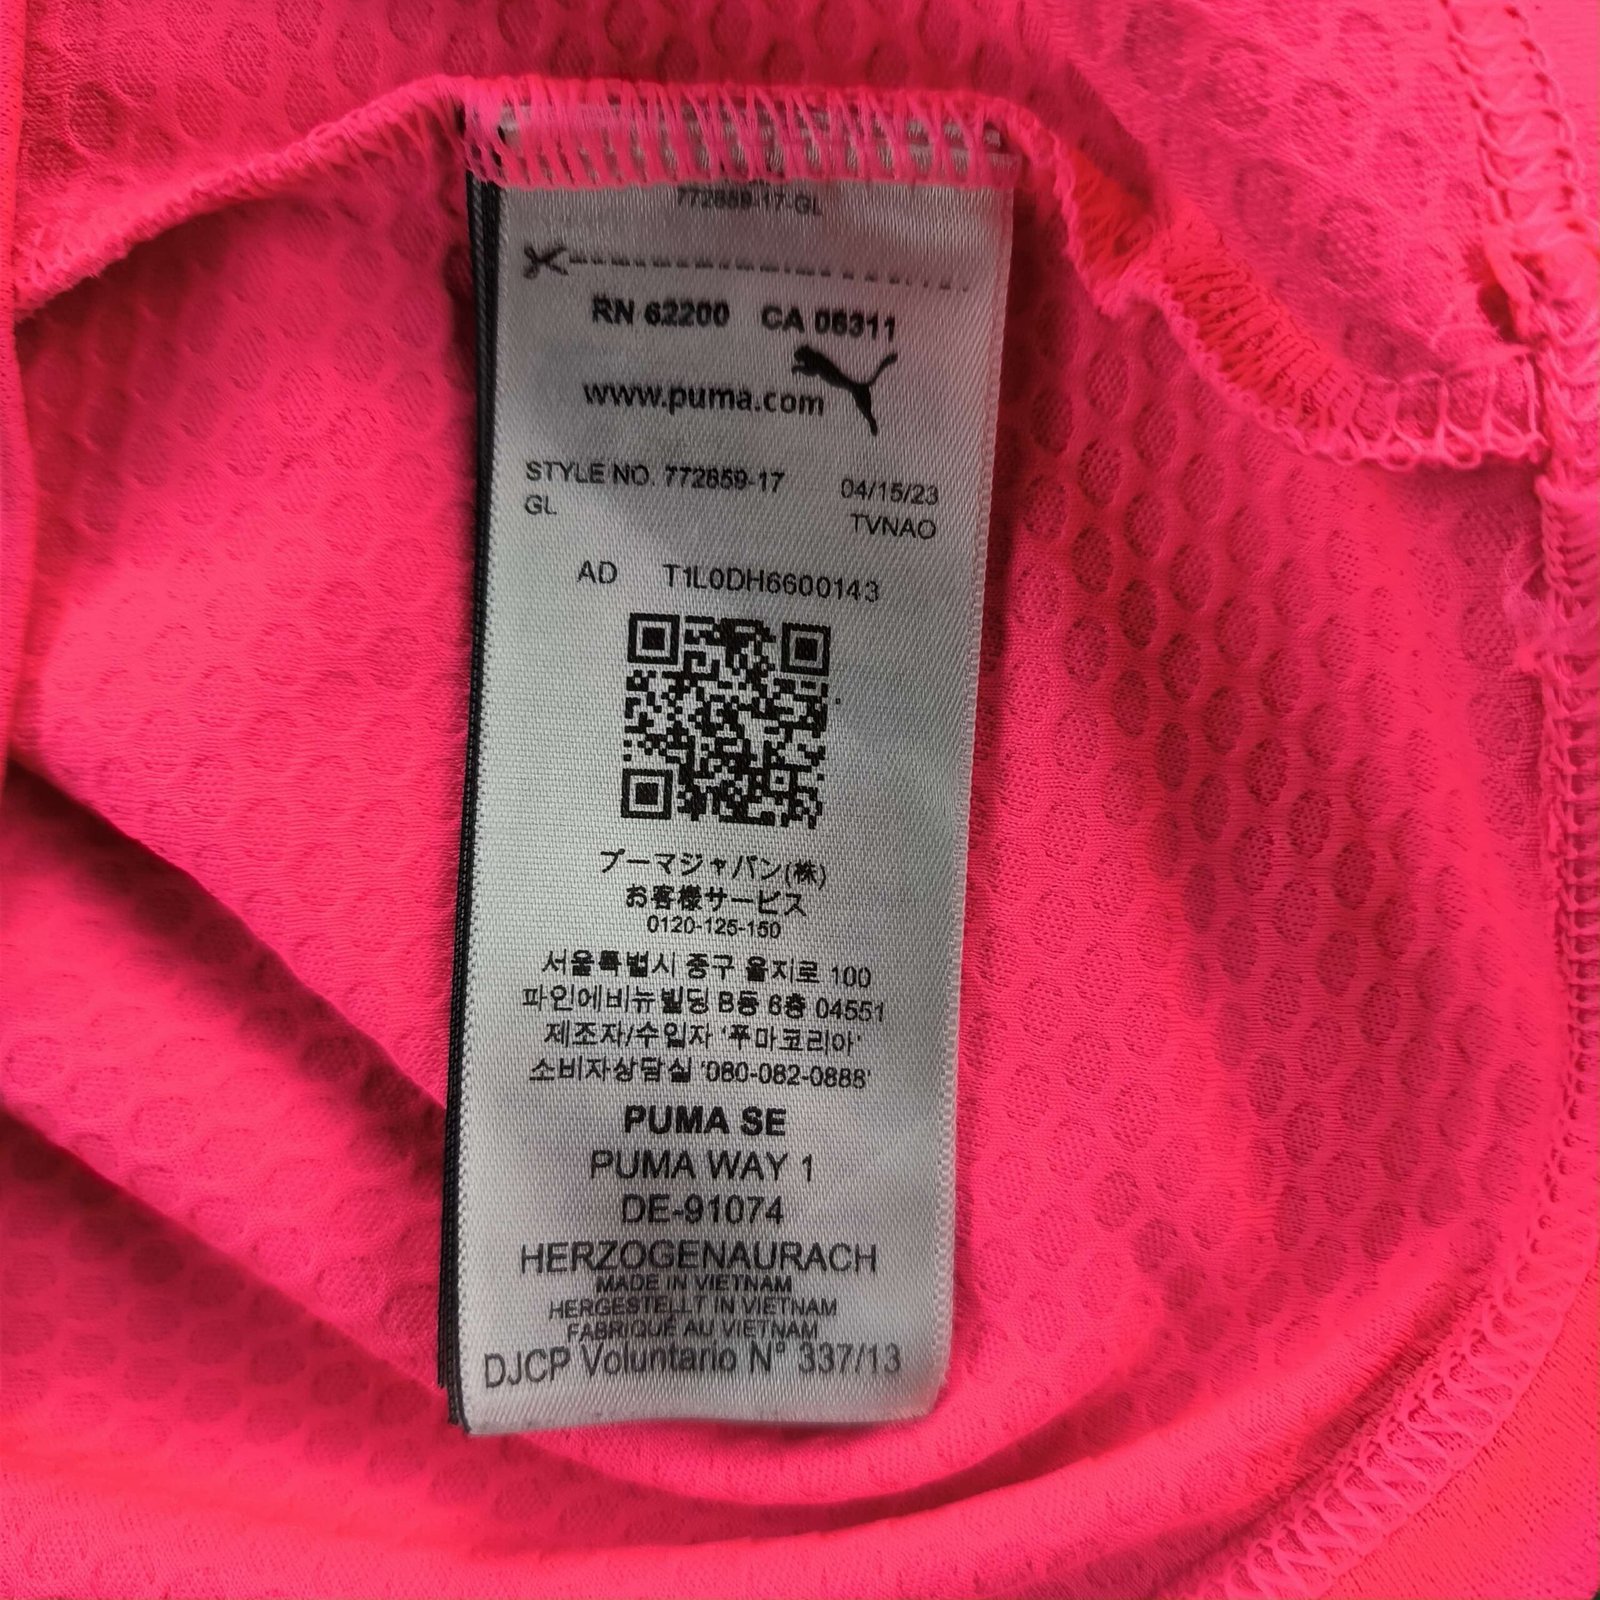 772859-17-GL
RN 62200 CA 05311
www.puma.com
STYLE NO. 772859-17 04/15/23
GL TVNAO
AD T1L0DH6600143
プーマジャパン(株)
お客様サービス
0120-125-150
서울특별시 중구 을지로 100
파인에비뉴빌딩 B동 6층 04551
제조자/수입자 '푸마코리아'
소비자상담실 '080-082-0888'
PUMA SE
PUMA WAY 1
DE-91074
HERZOGENAURACH
MADE IN VIETNAM
HERGESTELLT IN VIETNAM
FABRIQUÉ AU VIETNAM
DJCP Voluntario N° 337/13